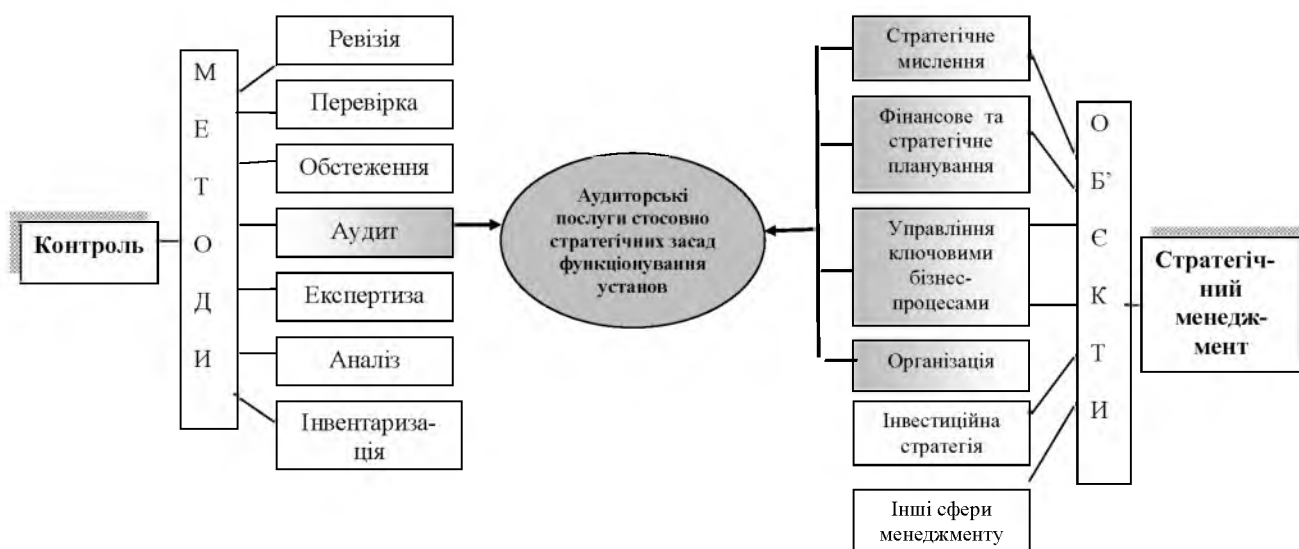 Контроль
М
Е
Т
О
Д
И
Ревізія
Перевірка
Обстеження
Аудит
Експертиза
Аналіз
Інвентариза-
ція
Аудиторські
послуги стосовно
стратегічних засад
функціонування
установ
Стратегічне
мислення
Фінансове та
стратегічне
планування
Управління
ключовими
бізнес-
процесами
Організація
Інвестиційна
стратегія
Інші сфери
менеджменту
О
Б'
Є
К
Т
И
Стратегіч-
ний
менедж-
мент